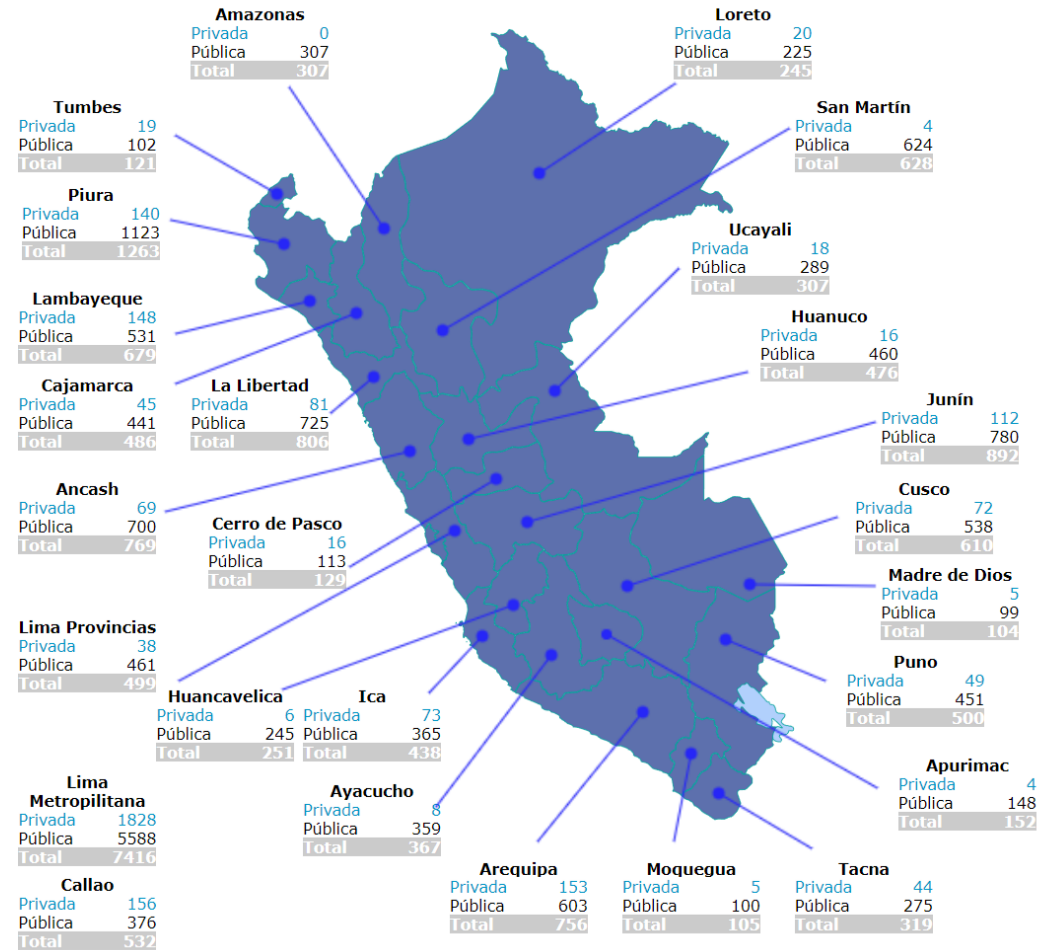 Amazonas
Privada 0
Pública 307
Total 307
Loreto
Privada 20
Pública 225
Total 245
Tumbes
Privada 19
Pública 102
Total 121
San Martín
Privada 4
Pública 624
Total 628
Piura
Privada 140
Pública 1123
Total 1263
Ucayali
Privada 18
Pública 289
Total 307
Lambayeque
Privada 148
Pública 531
Total 679
Huanuco
Privada 16
Pública 460
Total 476
Cajamarca
Privada 45
Pública 441
Total 486
La Libertad
Privada 81
Pública 725
Total 806
Junín
Privada 112
Pública 780
Total 892
Ancash
Privada 69
Pública 700
Total 769
Cerro de Pasco
Privada 16
Pública 113
Total 129
Cusco
Privada 72
Pública 538
Total 610
Madre de Dios
Privada 5
Pública 99
Total 104
Lima Provincias
Privada 38
Pública 461
Total 499
Puno
Privada 49
Pública 451
Total 500
Huancavelica
Privada 6
Pública 245
Total 251
Ica
Privada 73
Pública 365
Total 438
Apurimac
Privada 4
Pública 148
Total 152
Lima
Metropilitana
Privada 1828
Pública 5588
Total 7416
Ayacucho
Privada 8
Pública 359
Total 367
Callao
Privada 156
Pública 376
Total 532
Arequipa
Privada 153
Pública 603
Total 756
Moquegua
Privada 5
Pública 100
Total 105
Tacna
Privada 44
Pública 275
Total 319